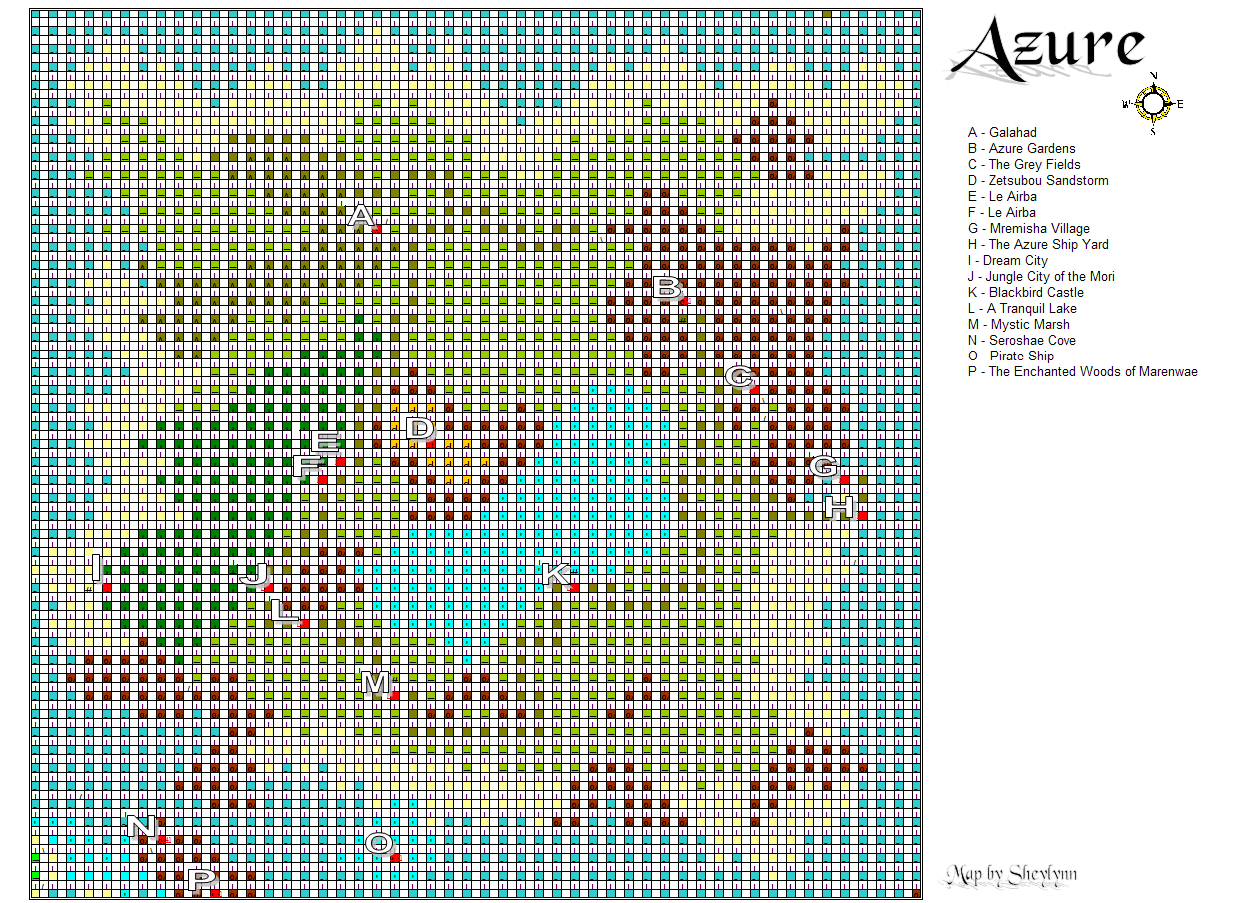 Azure
N
W
E
S
A - Galahad
B - Azure Gardens
C - The Grey Fields
D - Zetsubou Sandstorm
E - Le Airba
F - Le Airba
G - Mremisha Village
H - The Azure Ship Yard
I - Dream City
J - Jungle City of the Mori
K - Blackbird Castle
L - A Tranquil Lake
M - Mystic Marsh
N - Seroshae Cove
O Pirato Ship
P - The Enchanted Woods of Marenwae
A
B
C
D
E
F
G
H
I
J
K
L
M
N
O
P
Map by Sheylynn